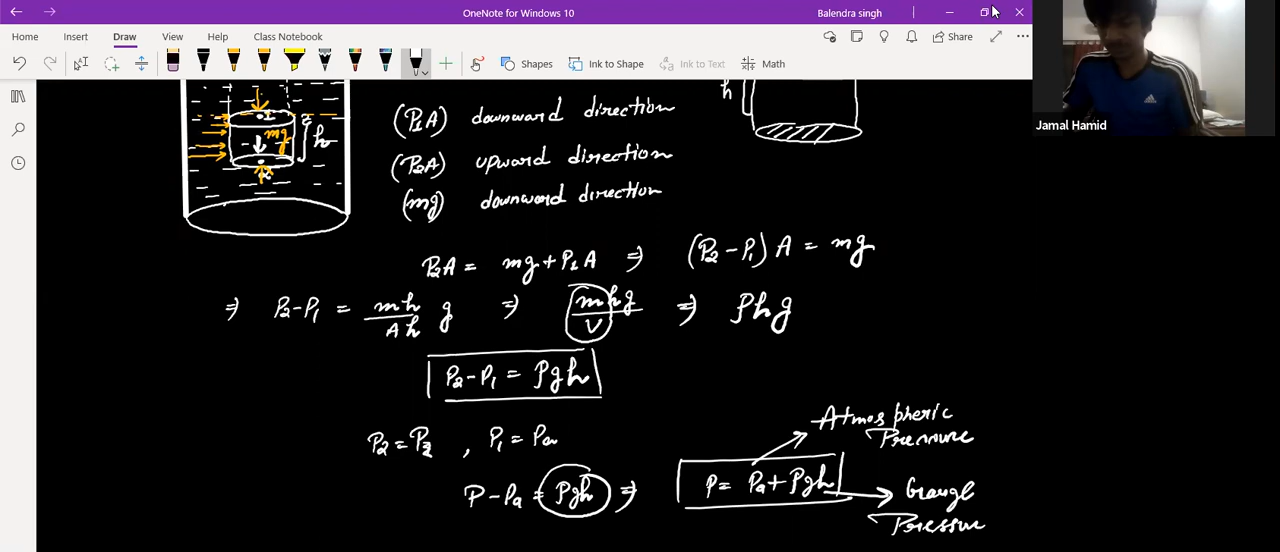 OneNote for Windows 10
Balendra singh
Home Insert Draw View Help Class Notebook
Share
Shapes Ink to Shape Ink to Text Math
Jamal Hamid
(P₁A) downward direction
(P₂A) upward direction
(mg) downward direction
mg
h
h
P₂A = mg + P₁A ⇒ (P₂ - P₁) A = mg
⇒ P₂-P₁ = mh/Ah g ⇒ mhg/V ⇒ ρhg
P₂-P₁ = ρgh
P₂ = P₂ , P₁ = Pa
P - Pa = ρgh ⇒ P = Pa + ρgh
Atmospheric
Pressure
Gauge
Pressure